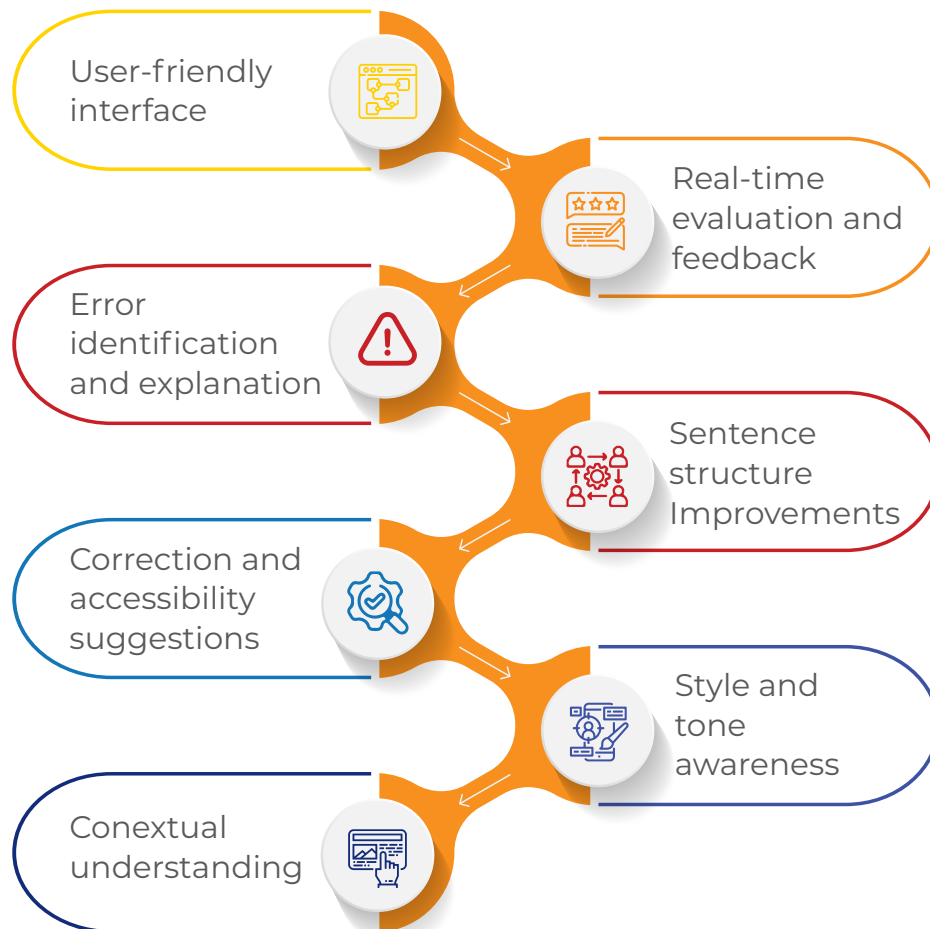 User-friendly
interface
Real-time
evaluation and
feedback
Error
identification
and explanation
Sentence
structure
Improvements
Correction and
accessibility
suggestions
Style and
tone
awareness
Conextual
understanding